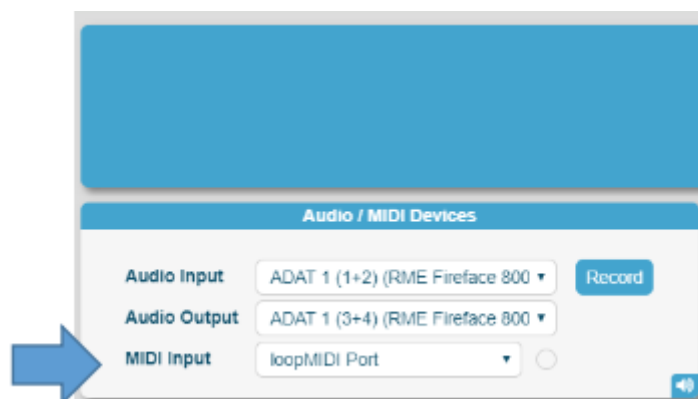 Audio / MIDI Devices
Audio Input ADAT 1 (1+2) (RME Fireface 800 Record
Audio Output ADAT 1 (3+4) (RME Fireface 800
MIDI Input loopMIDI Port